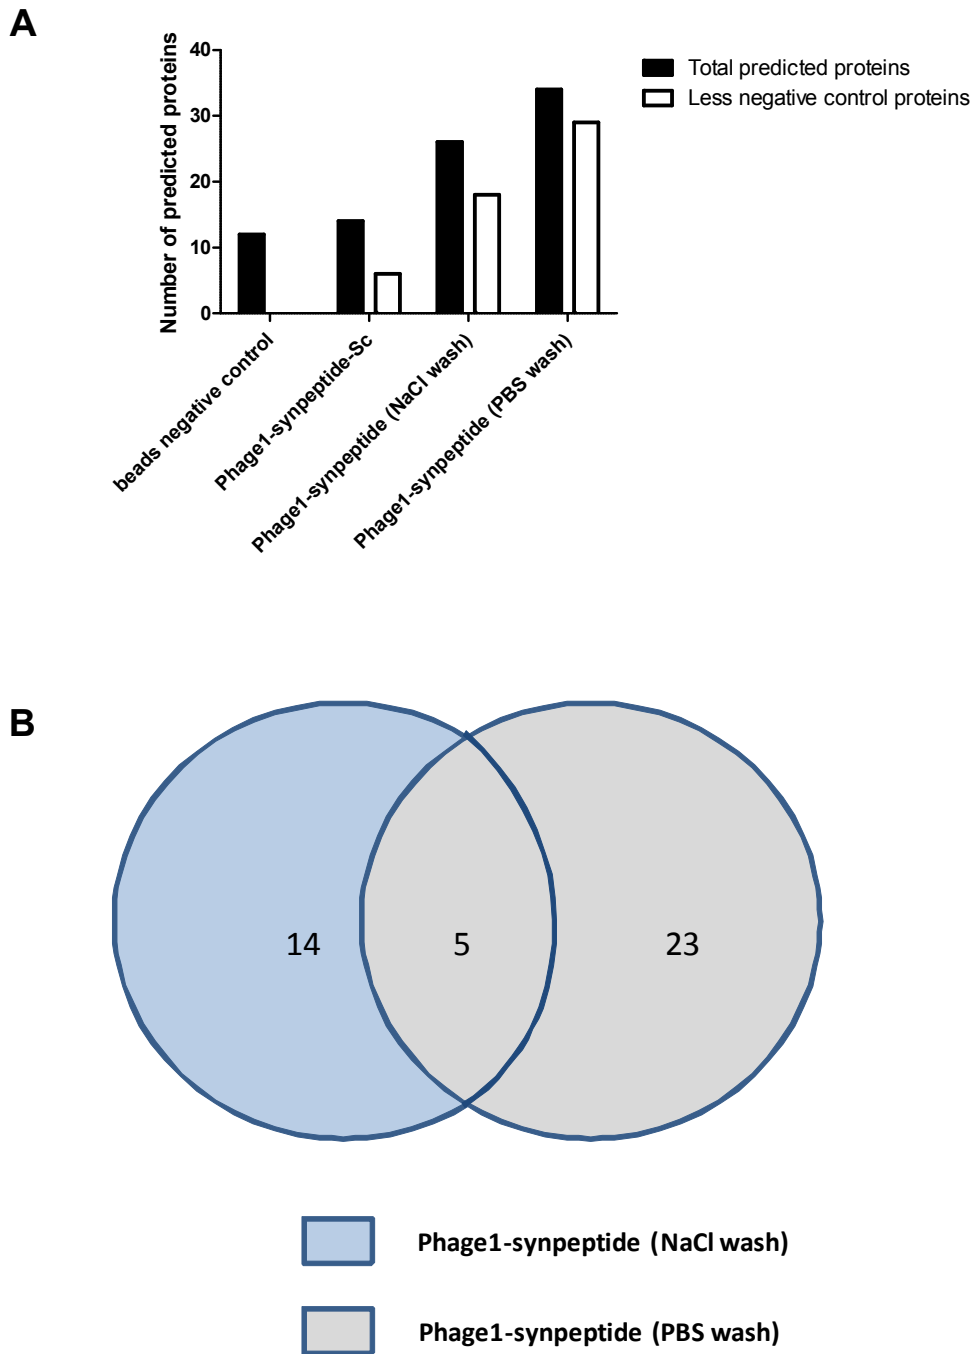 A
Number of predicted proteins
40
30
20
10
0
Total predicted proteins
Less negative control proteins
beads negative control
Phage1-synpeptide-Sc
Phage1-synpeptide (NaCl wash)
Phage1-synpeptide (PBS wash)
B
14
5
23
Phage1-synpeptide (NaCl wash)
Phage1-synpeptide (PBS wash)